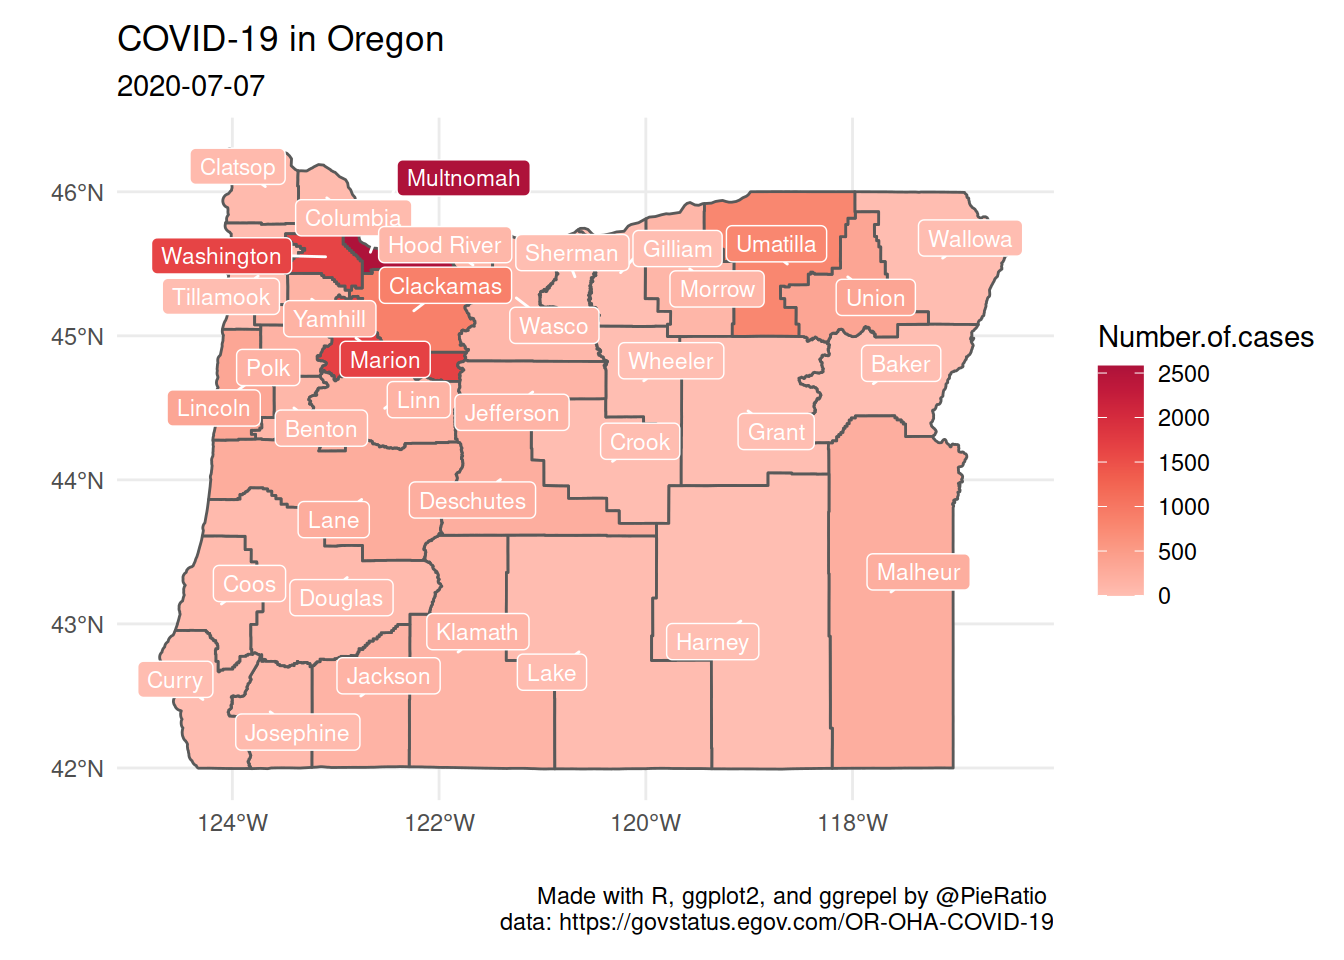 COVID-19 in Oregon
2020-07-07
46°N
45°N
44°N
43°N
42°N
Clatsop
Multnomah
Columbia
Hood River
Washington
Sherman
Gilliam
Umatilla
Wallowa
Tillamook
Clackamas
Morrow
Union
Yamhill
Wasco
Marion
Polk
Wheeler
Baker
Lincoln
Linn
Benton
Jefferson
Grant
Crook
Deschutes
Lane
Malheur
Coos
Douglas
Klamath
Harney
Curry
Jackson
Lake
Josephine
124°W
122°W
120°W
118°W
Number.of.cases
2500
2000
1500
1000
500
0
Made with R, ggplot2, and ggrepel by @PieRatio
data: https://govstatus.egov.com/OR-OHA-COVID-19